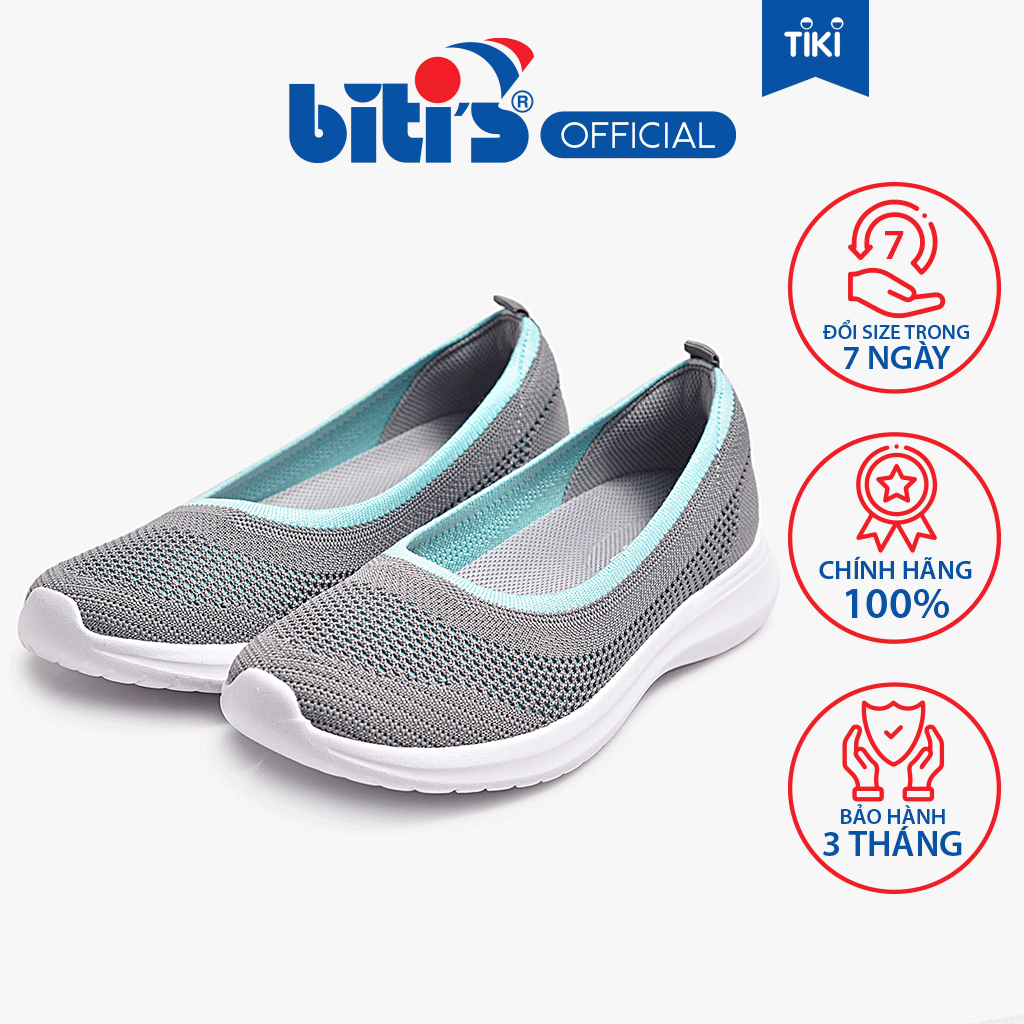 TIKI
biti's®
OFFICIAL
7
ĐỔI SIZE TRONG
7 NGÀY
CHÍNH HÃNG
100%
BẢO HÀNH
3 THÁNG